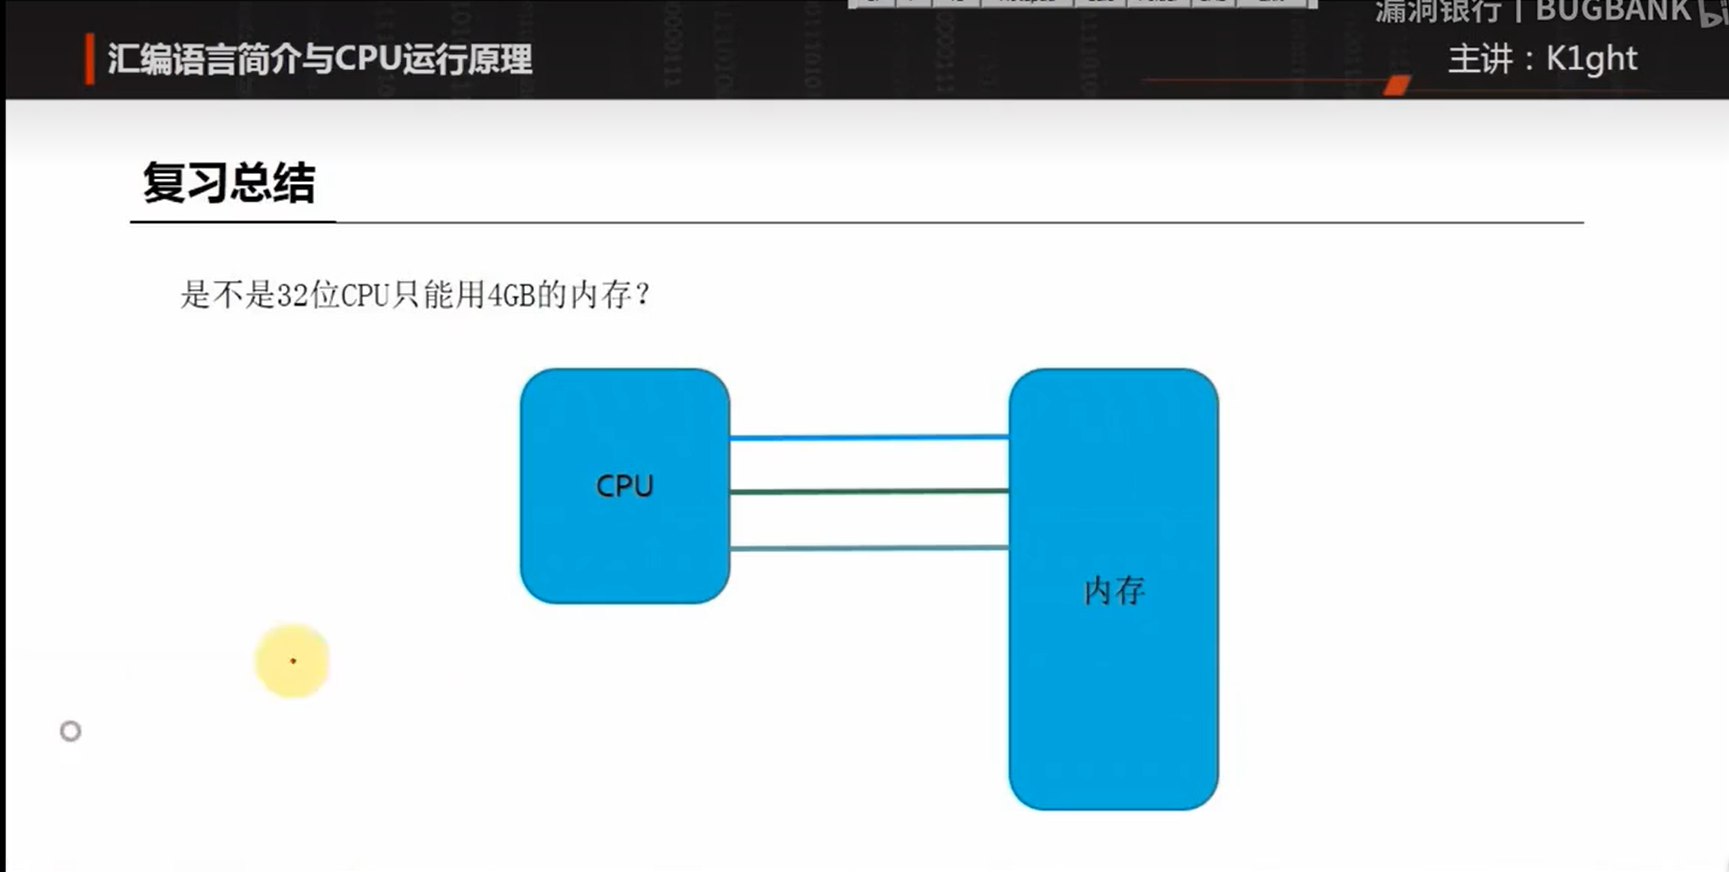 漏洞银行 | BUGBANK
汇编语言简介与CPU运行原理
主讲：K1ght
复习总结
是不是32位CPU只能用4GB的内存？
CPU
内存